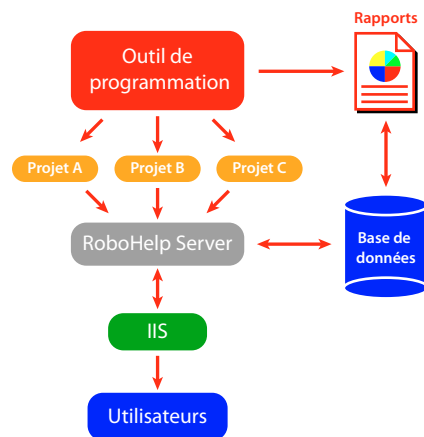 Rapports
Outil de
programmation
Projet A
Projet B
Projet C
RoboHelp Server
Base de
données
IIS
Utilisateurs